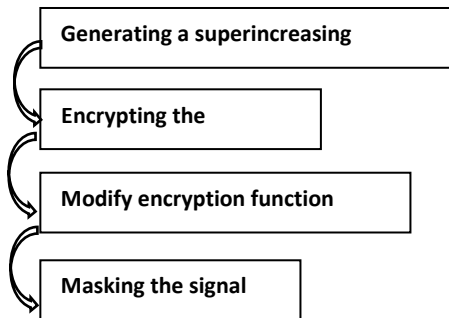 Generating a superincreasing
Encrypting the
Modify encryption function
Masking the signal